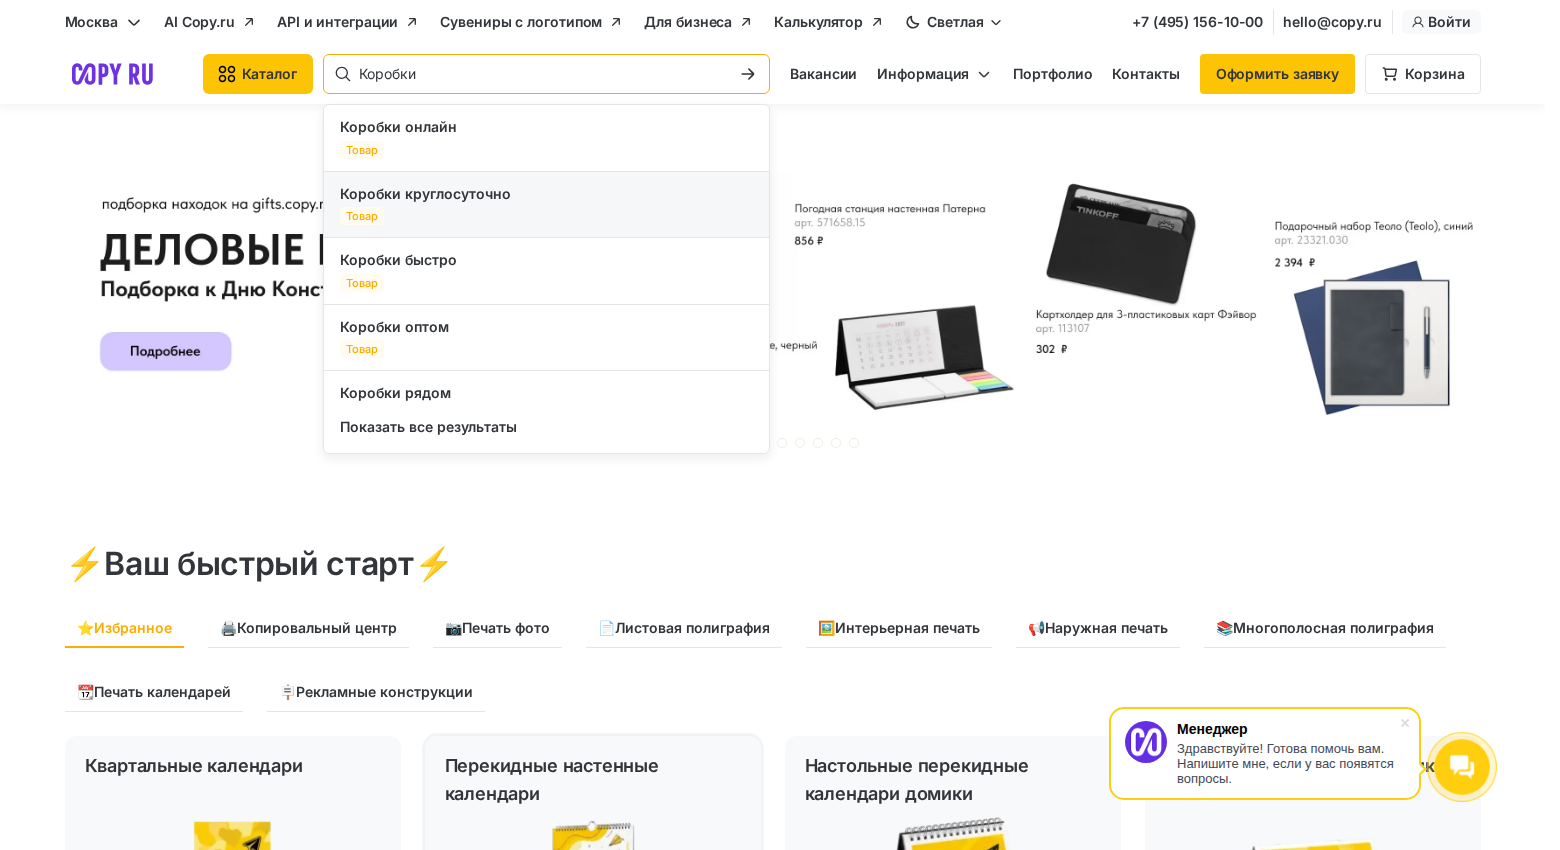 Москва
AI Copy.ru
API и интеграции
Сувениры с логотипом
Для бизнеса
Калькулятор
Светлая
+7 (495) 156-10-00
hello@copy.ru
Войти
COPY RU
Каталог
Коробки
Вакансии
Информация
Портфолио
Контакты
Оформить заявку
Корзина
Коробки онлайн
Товар
Коробки круглосуточно
Товар
Коробки быстро
Товар
Коробки оптом
Товар
Коробки рядом
Показать все результаты
подборка находок на gifts.copy.r
ДЕЛОВЫЕ
Подборка к Дню Конс
Подробнее
Погодная станция настенная Патерна
арт. 571658.15
856 ₽
е, черный
TINKOFF
Картхолдер для 3-пластиковых карт Фэйвор
арт. 113107
302 ₽
Подарочный набор Теоло (Teolo), синий
арт. 23321.030
2 394 ₽
⚡Ваш быстрый старт⚡
⭐Избранное
🖨️Копировальный центр
📷Печать фото
📄Листовая полиграфия
🖼️Интерьерная печать
📢Наружная печать
📚Многополосная полиграфия
📆Печать календарей
🪧Рекламные конструкции
Квартальные календари
Перекидные настенные
календари
Настольные перекидные
календари домики
Менеджер
Здравствуйте! Готова помочь вам.
Напишите мне, если у вас появятся
вопросы.